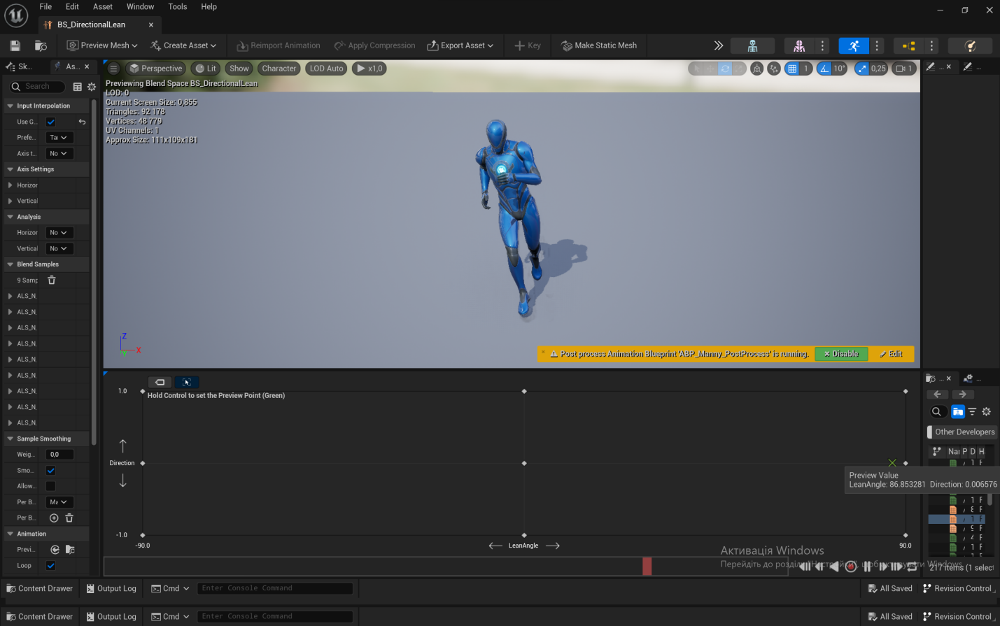 File Edit Asset Window Tools Help
BS_DirectionalLean
Preview Mesh Create Asset Reimport Animation Apply Compression Export Asset Key Make Static Mesh
Sk... As...
Search
Perspective Lit Show Character LOD Auto x1,0
1 10° 0,25 1
... ...
Previewing Blend Space BS_DirectionalLean
LOD: 0
Current Screen Size: 0,855
Triangles: 92 178
Vertices: 48 779
UV Channels: 1
Approx Size: 111x109x181
Input Interpolation
Use G...
Prefe... Tar
Axis t... No
Axis Settings
Horizor
Vertical
Analysis
Horizor No
Vertical No
Blend Samples
9 Samp
ALS_N
ALS_N
ALS_N
ALS_N
ALS_N
ALS_N
ALS_N
ALS_N
ALS_N
Sample Smoothing
Weig... 0,0
Smo...
Allow...
Per B... Ma
Per B...
Animation
Previ...
Loop
Z
X
Y
Post process Animation Blueprint 'ABP_Manny_PostProcess' is running. Disable Edit
1.0
Hold Control to set the Preview Point (Green)
Direction
-1.0
-90.0 LeanAngle 90.0
Preview Value
LeanAngle: 86.853281 Direction: 0.006576
... ...
Other Developers
Nar P D H
Активація Windows
Перейдіть до розділу "Настройки", щоб активувати Windows.
217 items (1 select
Content Drawer Output Log Cmd Enter Console Command All Saved Revision Control
Content Drawer Output Log Cmd Enter Console Command All Saved Revision Control